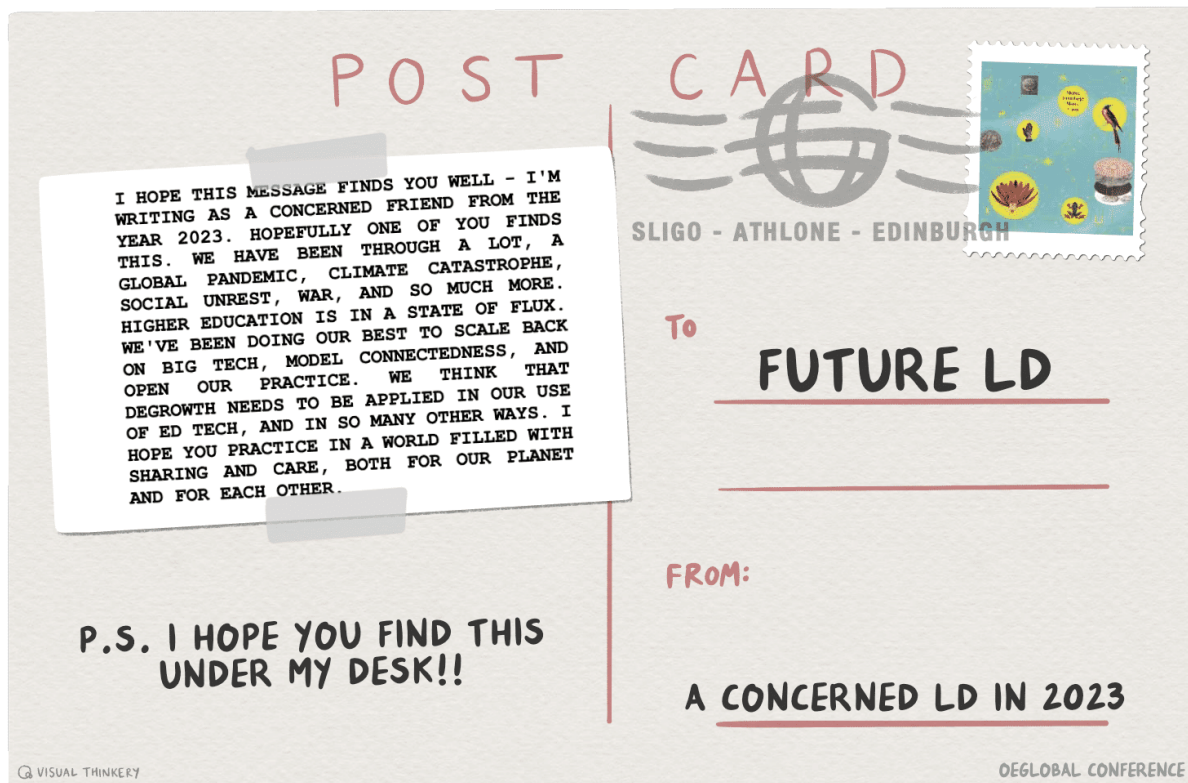 POST CARD
I HOPE THIS MESSAGE FINDS YOU WELL - I'M
WRITING AS A CONCERNED FRIEND FROM THE
YEAR 2023. HOPEFULLY ONE OF YOU FINDS
THIS. WE HAVE BEEN THROUGH A LOT, A
GLOBAL PANDEMIC, CLIMATE CATASTROPHE,
SOCIAL UNREST, WAR, AND SO MUCH MORE.
HIGHER EDUCATION IS IN A STATE OF FLUX.
WE'VE BEEN DOING OUR BEST TO SCALE BACK
ON BIG TECH, MODEL CONNECTEDNESS, AND
OPEN OUR PRACTICE. WE THINK THAT
DEGROWTH NEEDS TO BE APPLIED IN OUR USE
OF ED TECH, AND IN SO MANY OTHER WAYS. I
HOPE YOU PRACTICE IN A WORLD FILLED WITH
SHARING AND CARE, BOTH FOR OUR PLANET
AND FOR EACH OTHER.
P.S. I HOPE YOU FIND THIS
UNDER MY DESK!!
SLIGO - ATHLONE - EDINBURGH
TO
FUTURE LD
FROM:
A CONCERNED LD IN 2023
VISUAL THINKERY
OEGLOBAL CONFERENCE